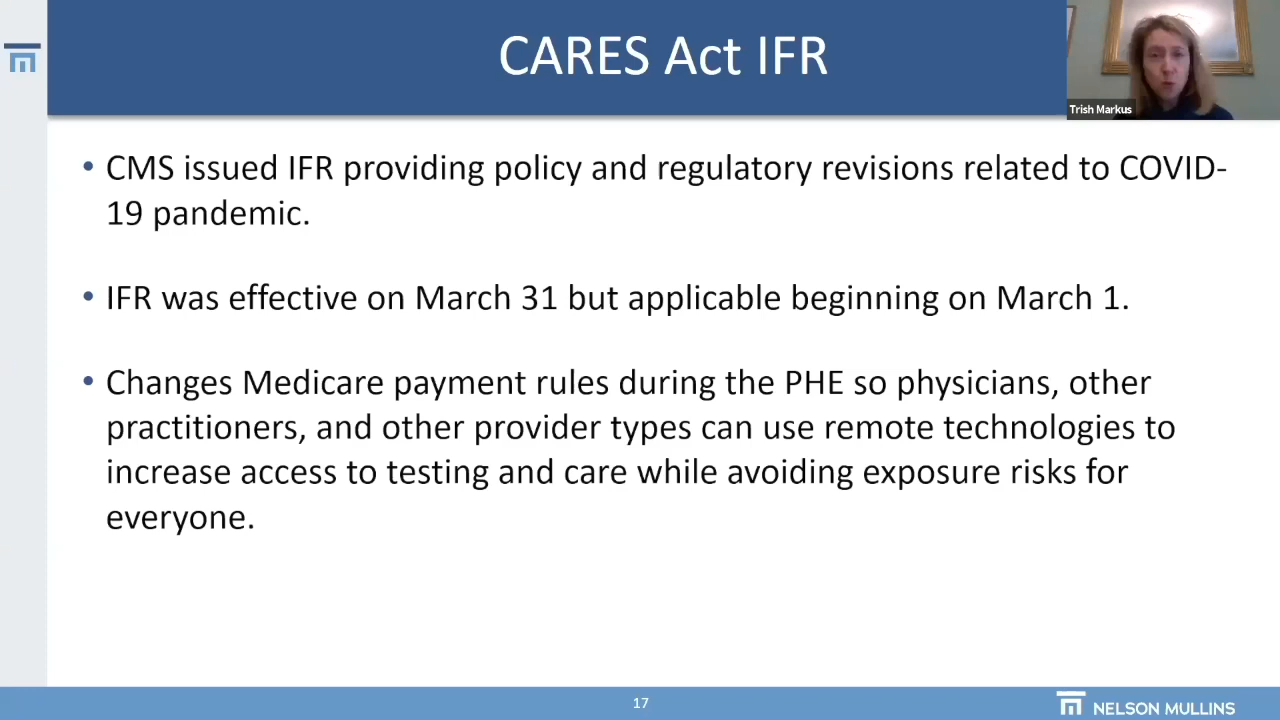 CARES Act IFR
Trish Markus
• CMS issued IFR providing policy and regulatory revisions related to COVID-
19 pandemic.
• IFR was effective on March 31 but applicable beginning on March 1.
• Changes Medicare payment rules during the PHE so physicians, other
practitioners, and other provider types can use remote technologies to
increase access to testing and care while avoiding exposure risks for
everyone.
17
NELSON MULLINS